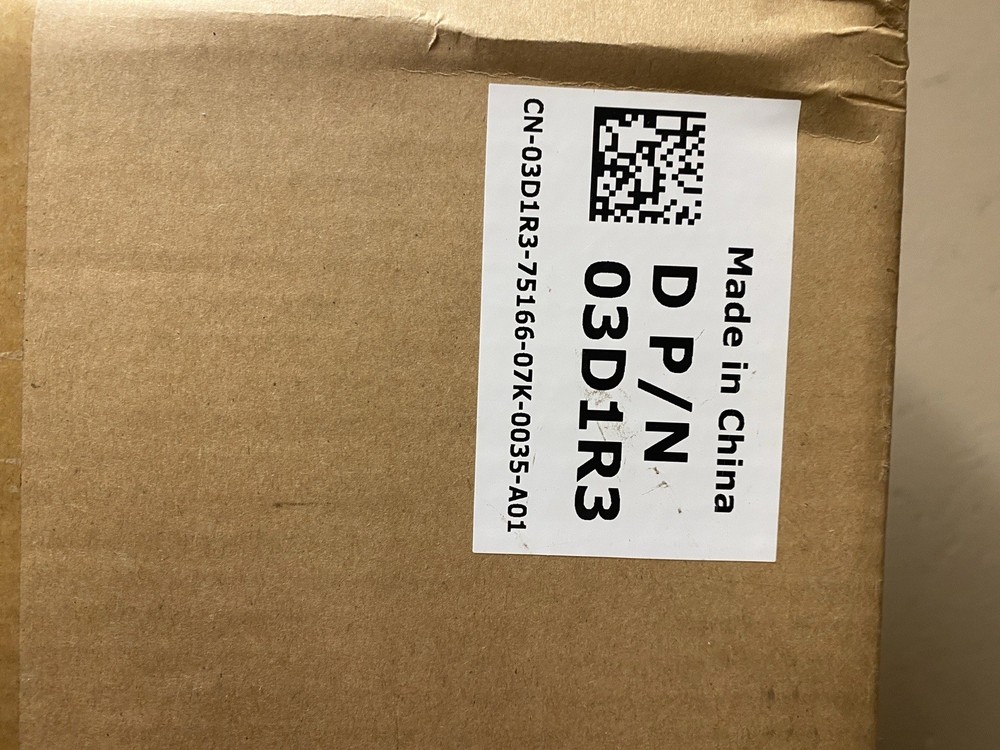 Made in China
D P/N
03D1R3
CN-03D1R3-75166-07K-0035-A01